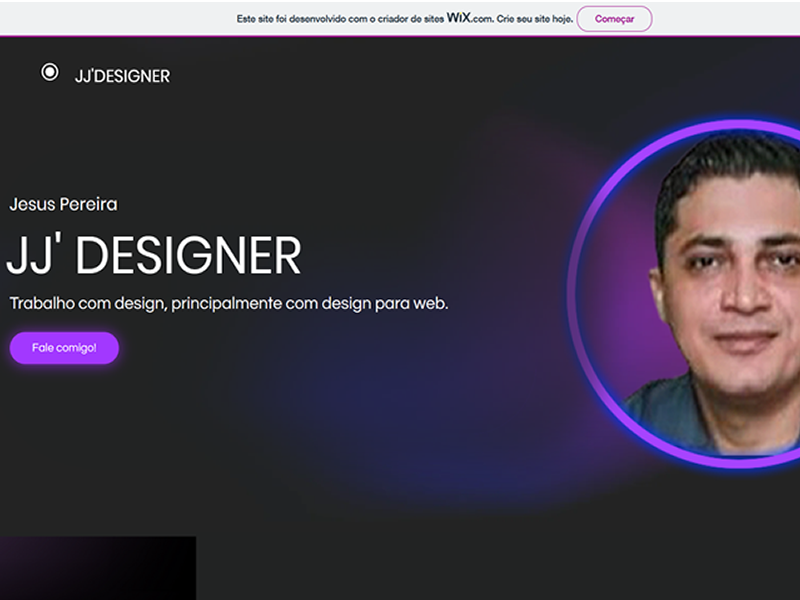 Este site foi desenvolvido com o criador de sites WiX.com. Crie seu site hoje. Começar
JJ'DESIGNER
Jesus Pereira
JJ' DESIGNER
Trabalho com design, principalmente com design para web.
Fale comigo!